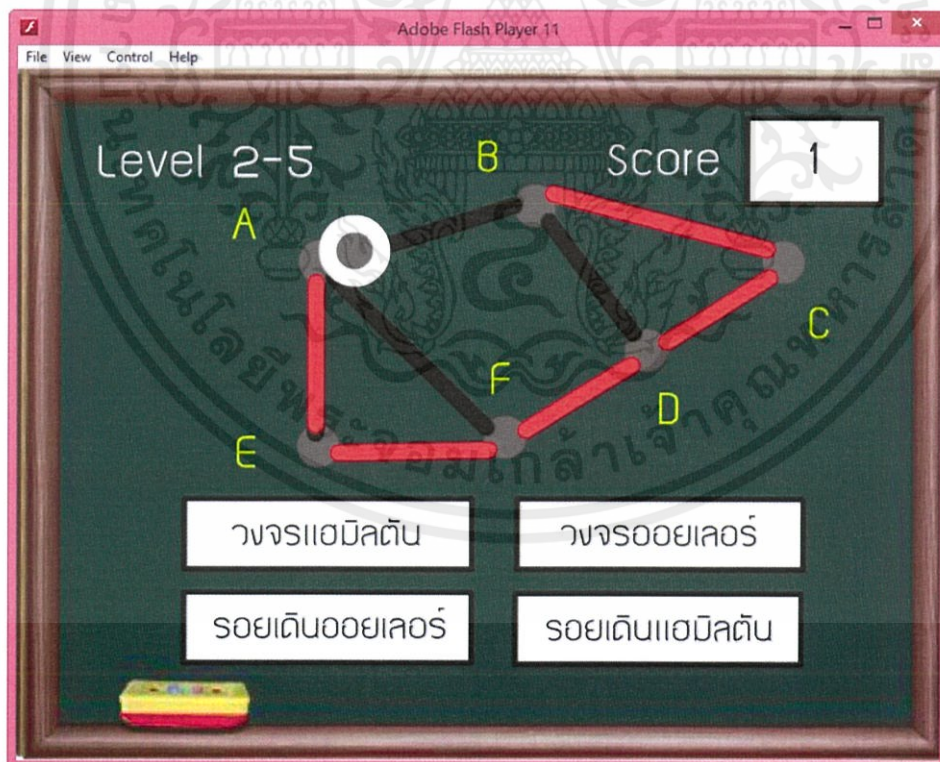 Adobe Flash Player 11
File View Control Help
Level 2-5
Score 1
A
B
C
D
E
F
วงจรแฮมิลตัน
วงจรออยเลอร์
รอยเดินออยเลอร์
รอยเดินแฮมิลตัน